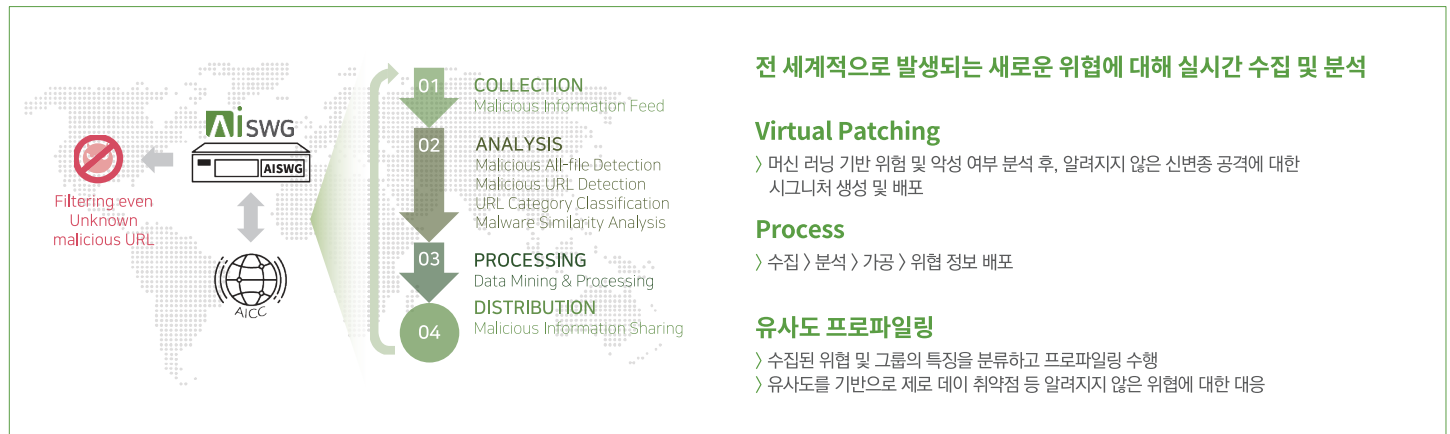 Ai SWG
AISWG
Filtering even
Unknown
malicious URL
AICC
01
COLLECTION
Malicious Information Feed
02
ANALYSIS
Malicious All-file Detection
Malicious URL Detection
URL Category Classification
Malware Similarity Analysis
03
PROCESSING
Data Mining & Processing
04
DISTRIBUTION
Malicious Information Sharing
전 세계적으로 발생되는 새로운 위협에 대해 실시간 수집 및 분석
Virtual Patching
〉머신 러닝 기반 위험 및 악성 여부 분석 후, 알려지지 않은 신변종 공격에 대한
시그니처 생성 및 배포
Process
〉수집 〉분석 〉가공 〉위협 정보 배포
유사도 프로파일링
〉수집된 위협 및 그룹의 특징을 분류하고 프로파일링 수행
〉유사도를 기반으로 제로 데이 취약점 등 알려지지 않은 위협에 대한 대응